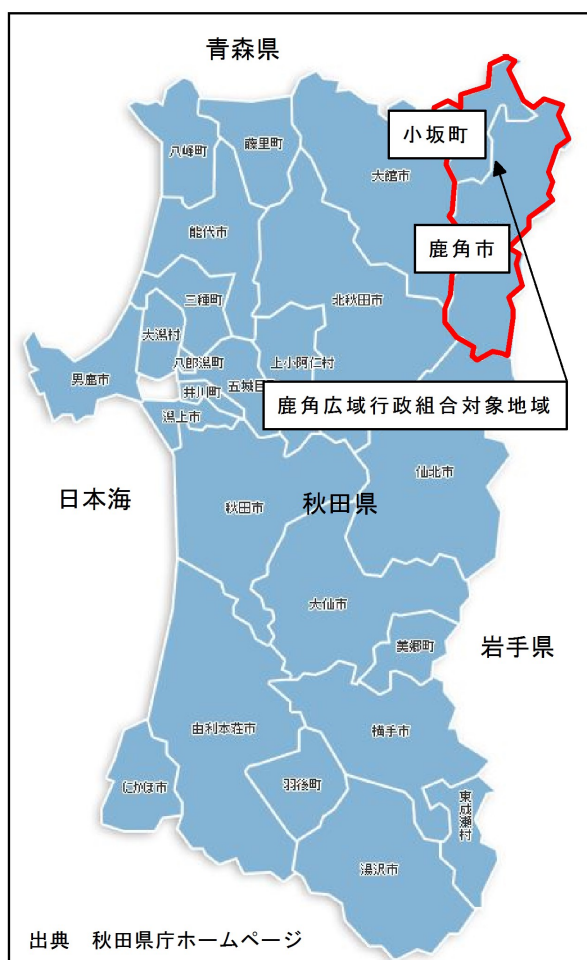 青森県
八峰町
藤里町
大館市
小坂町
能代市
鹿角市
三種町
北秋田市
大潟村
八郎潟町
上小阿仁村
男鹿市
井川町
五城目
鹿角広域行政組合対象地域
潟上市
仙北市
日本海
秋田市
秋田県
大仙市
美郷町
岩手県
由利本荘市
横手市
にかほ市
羽後町
東成瀬村
湯沢市
出典 秋田県庁ホームページ